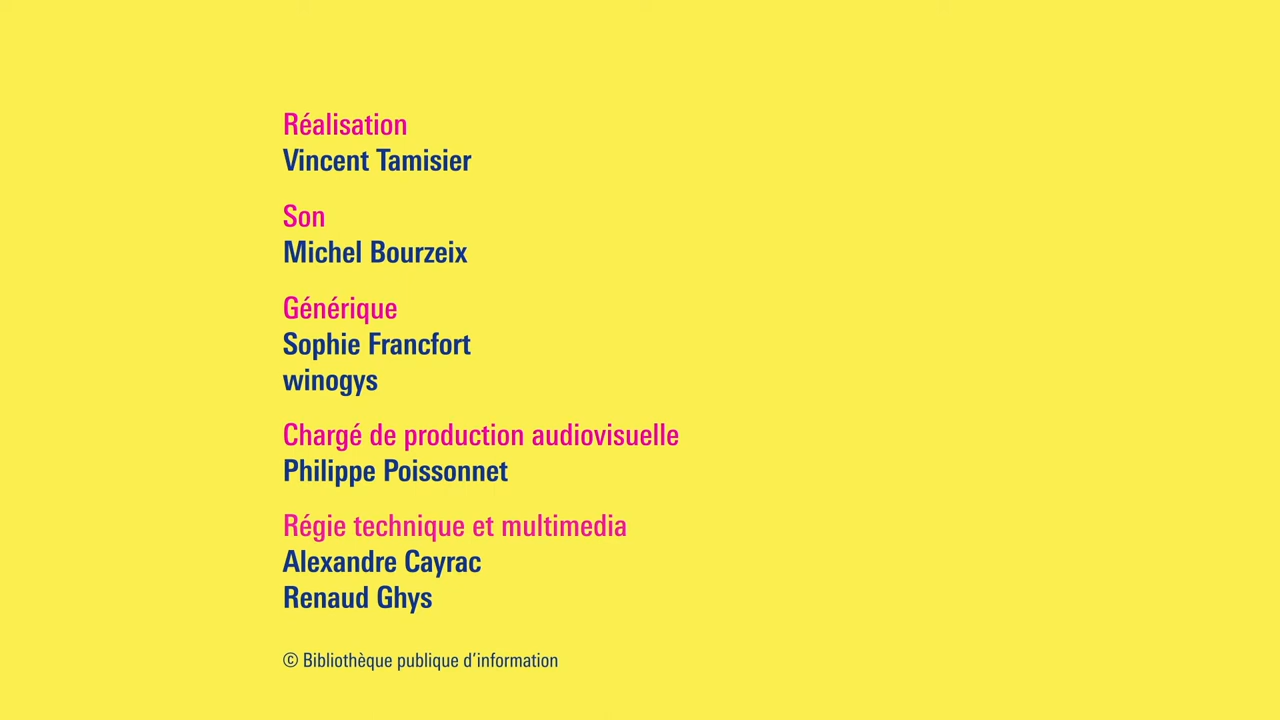 Réalisation
Vincent Tamisier
Son
Michel Bourzeix
Générique
Sophie Francfort
winogys
Chargé de production audiovisuelle
Philippe Poissonnet
Régie technique et multimedia
Alexandre Cayrac
Renaud Ghys
© Bibliothèque publique d’information